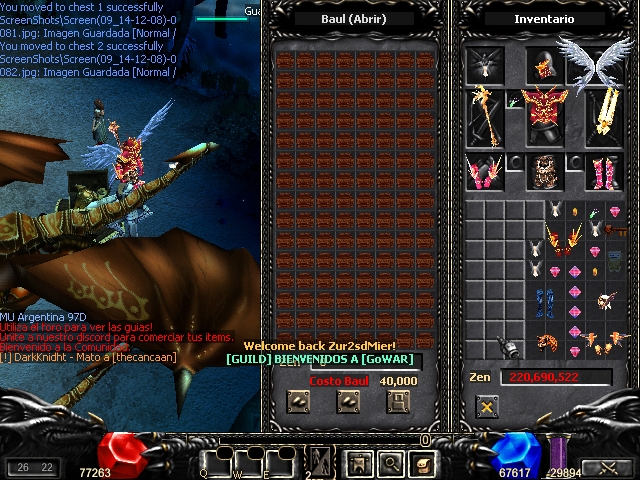 You moved to chest 1 successfully
ScreenShots\Screen(09_14-12-08)-0
081.jpg: Imagen Guardada [Normal /
You moved to chest 2 successfully
ScreenShots\Screen(09_14-12-08)-0
082.jpg: Imagen Guardada [Normal /
Gua
Baul (Abrir)
Inventario
MU Argentina 97D
Utiliza el foro para ver las guias!
Unite a nuestro discord para comerciar tus items.
Bienvenido a la Comunidad.
[!] DarkKnidht - Mato a [thecancaan]
Welcome back Zur2sdMier!
[GUILD] BIENVENIDOS A [GoWAR]
Zen 0
Costo Baul 40,000
Zen 220,690,522
26 22
77263
Q W E
0
67617
-29894